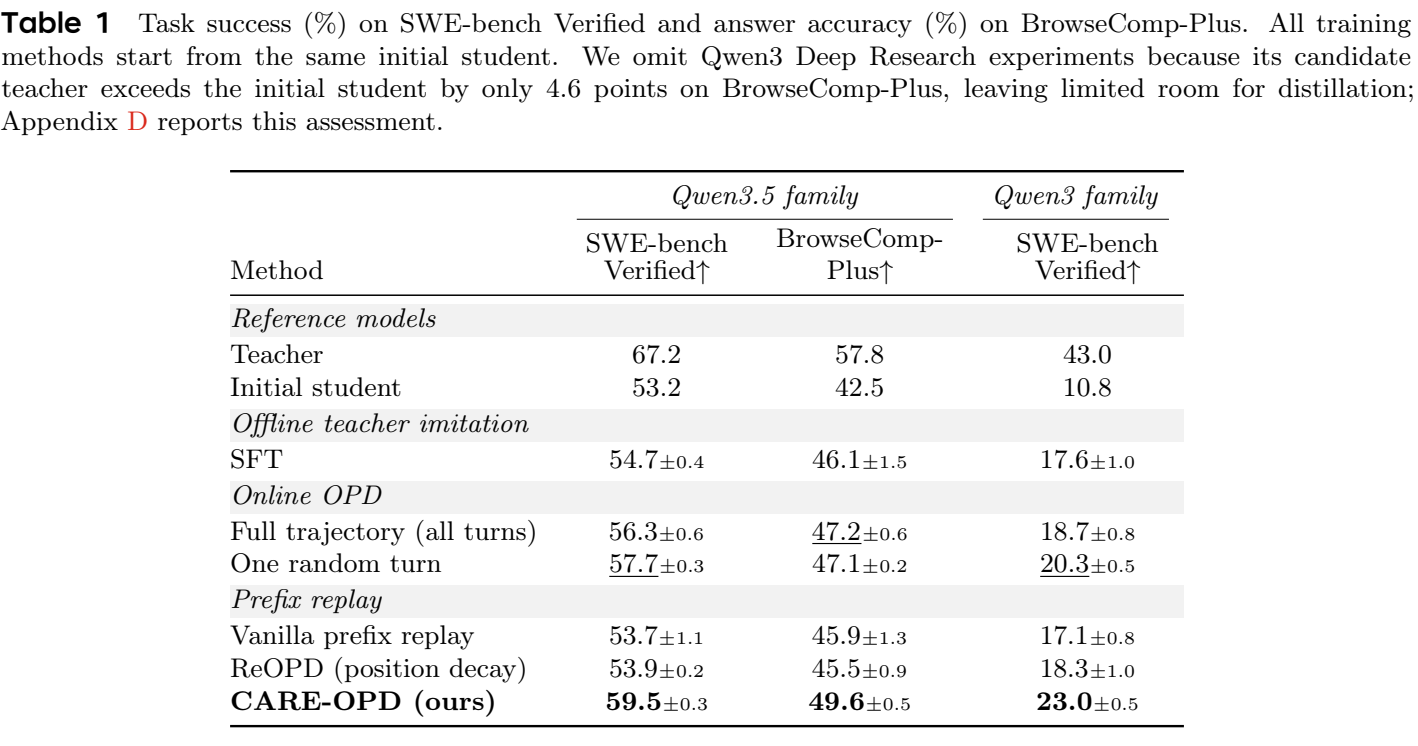 Table 1 Task success (%) on SWE-bench Verified and answer accuracy (%) on BrowseComp-Plus. All training
methods start from the same initial student. We omit Qwen3 Deep Research experiments because its candidate
teacher exceeds the initial student by only 4.6 points on BrowseComp-Plus, leaving limited room for distillation;
Appendix D reports this assessment.
Qwen3.5 family Qwen3 family
SWE-bench BrowseComp- SWE-bench
Method Verified↑ Plus↑ Verified↑
Reference models
Teacher 67.2 57.8 43.0
Initial student 53.2 42.5 10.8
Offline teacher imitation
SFT 54.7±0.4 46.1±1.5 17.6±1.0
Online OPD
Full trajectory (all turns) 56.3±0.6 47.2±0.6 18.7±0.8
One random turn 57.7±0.3 47.1±0.2 20.3±0.5
Prefix replay
Vanilla prefix replay 53.7±1.1 45.9±1.3 17.1±0.8
ReOPD (position decay) 53.9±0.2 45.5±0.9 18.3±1.0
CARE-OPD (ours) 59.5±0.3 49.6±0.5 23.0±0.5